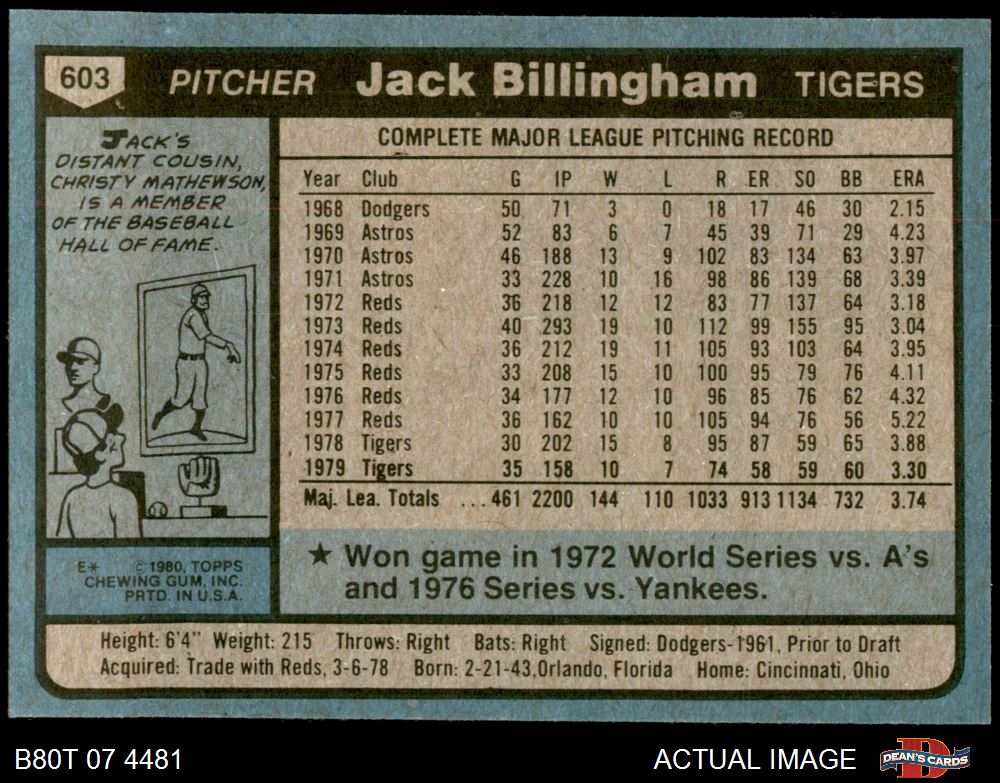 603 PITCHER Jack Billingham TIGERS
JACK'S
DISTANT COUSIN,
CHRISTY MATHEWSON,
IS A MEMBER
OF THE BASEBALL
HALL OF FAME.
COMPLETE MAJOR LEAGUE PITCHING RECORD
Year Club G IP W L R ER SO BB ERA
1968 Dodgers 50 71 3 0 18 17 46 30 2.15
1969 Astros 52 83 6 7 45 39 71 29 4.23
1970 Astros 46 188 13 9 102 83 134 63 3.97
1971 Astros 33 228 10 16 98 86 139 68 3.39
1972 Reds 36 218 12 12 83 77 137 64 3.18
1973 Reds 40 293 19 10 112 99 155 95 3.04
1974 Reds 36 212 19 11 105 93 103 64 3.95
1975 Reds 33 208 15 10 100 95 79 76 4.11
1976 Reds 34 177 12 10 96 85 76 62 4.32
1977 Reds 36 162 10 10 105 94 76 56 5.22
1978 Tigers 30 202 15 8 95 87 59 65 3.88
1979 Tigers 35 158 10 7 74 58 59 60 3.30
Maj. Lea. Totals ...461 2200 144 110 1033 913 1134 732 3.74
★ Won game in 1972 World Series vs. A's
and 1976 Series vs. Yankees.
E* © 1980, TOPPS
CHEWING GUM, INC.
PRTD. IN U.S.A.
Height: 6'4" Weight: 215 Throws: Right Bats: Right Signed: Dodgers-1961, Prior to Draft
Acquired: Trade with Reds, 3-6-78 Born: 2-21-43, Orlando, Florida Home: Cincinnati, Ohio
B80T 07 4481 ACTUAL IMAGE DEAN'S CARDS